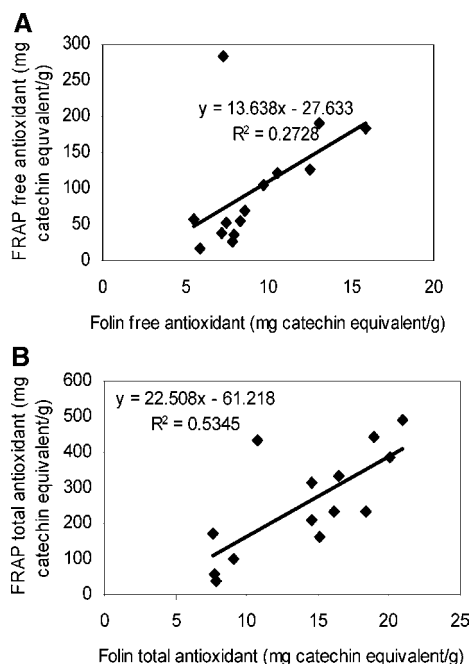 A
FRAP free antioxidant (mg
catechin equivalent/g)
300
250
200
150
100
50
0
y = 13.638x - 27.633
R² = 0.2728
0
5
10
15
20
Folin free antioxidant (mg catechin equivalent/g)
B
FRAP total antioxidant (mg
catechin equivalent/g)
600
500
400
300
200
100
0
y = 22.508x - 61.218
R² = 0.5345
0
5
10
15
20
25
Folin total antioxidant (mg catechin equivalent/g)